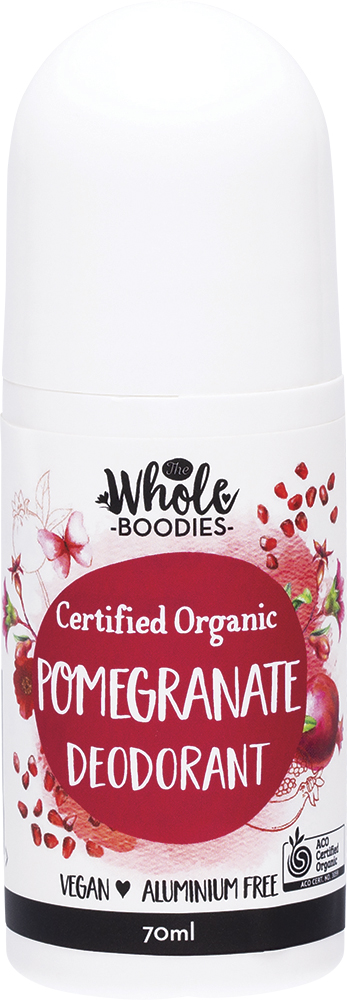 The
Whole
-BOODIES-
Certified Organic
POMEGRANATE
DEODORANT
VEGAN ♥ ALUMINIUM FREE
ACO
Certified
Organic
70ml